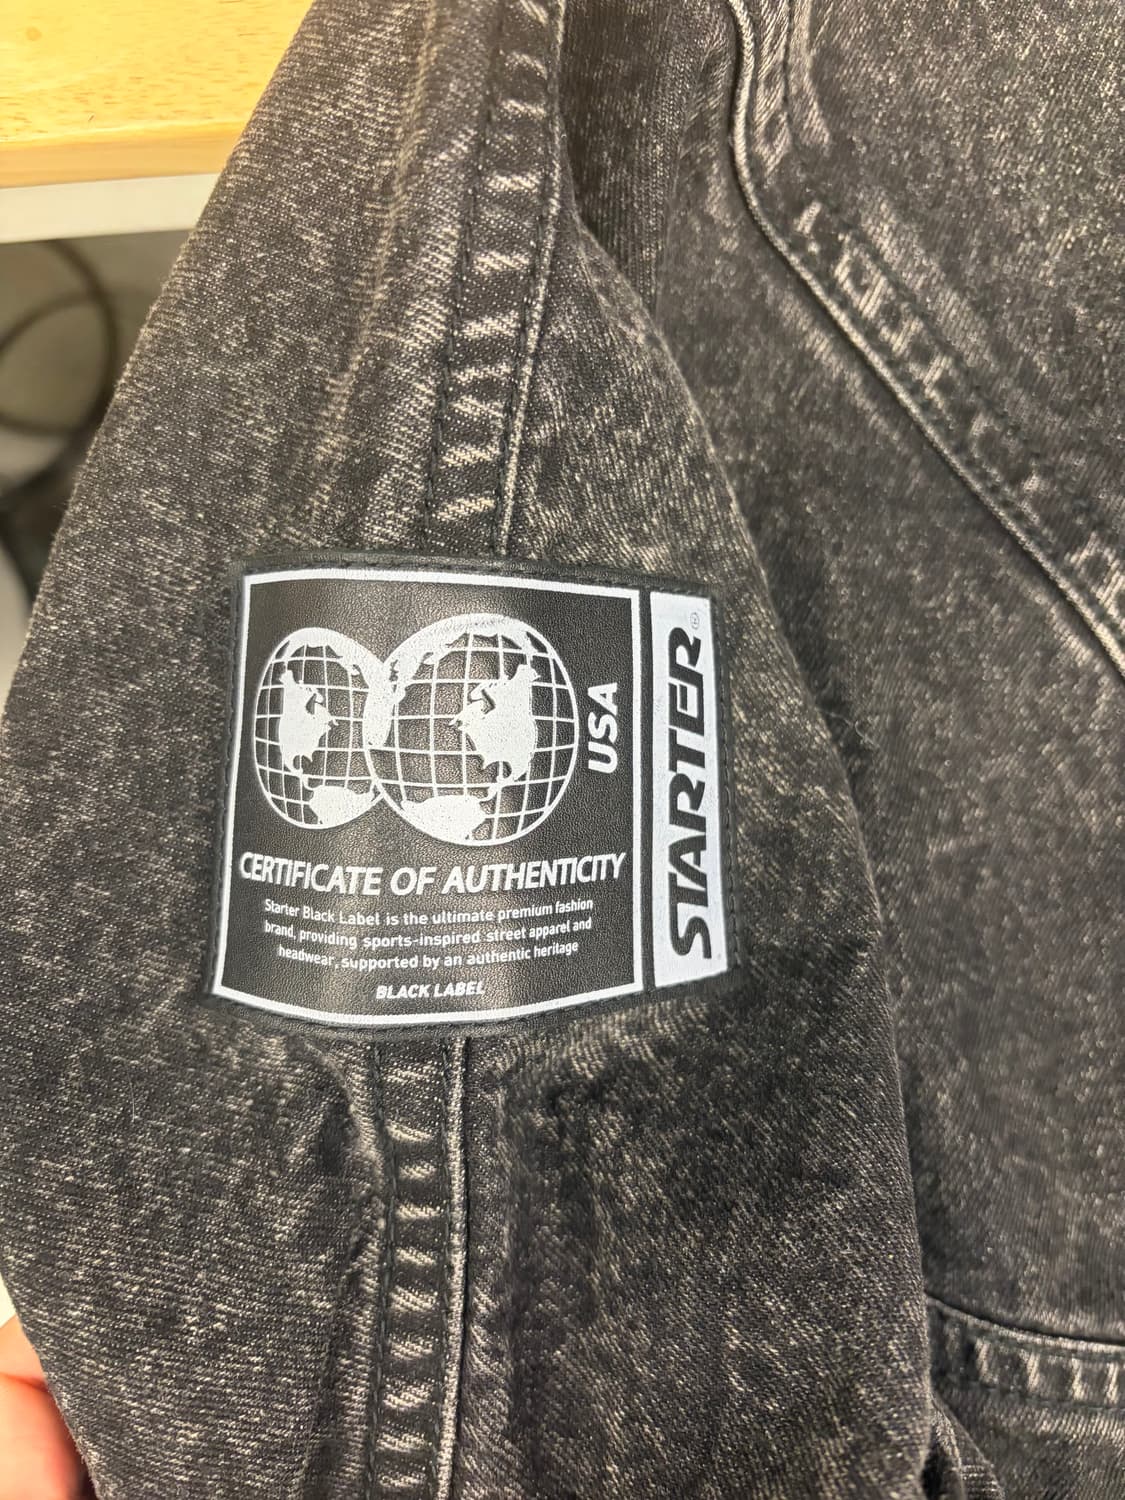 USA
CERTIFICATE OF AUTHENTICITY
Starter Black Label is the ultimate premium fashion
brand, providing sports-inspired street apparel and
headwear, supported by an authentic heritage
BLACK LABEL
STARTER®